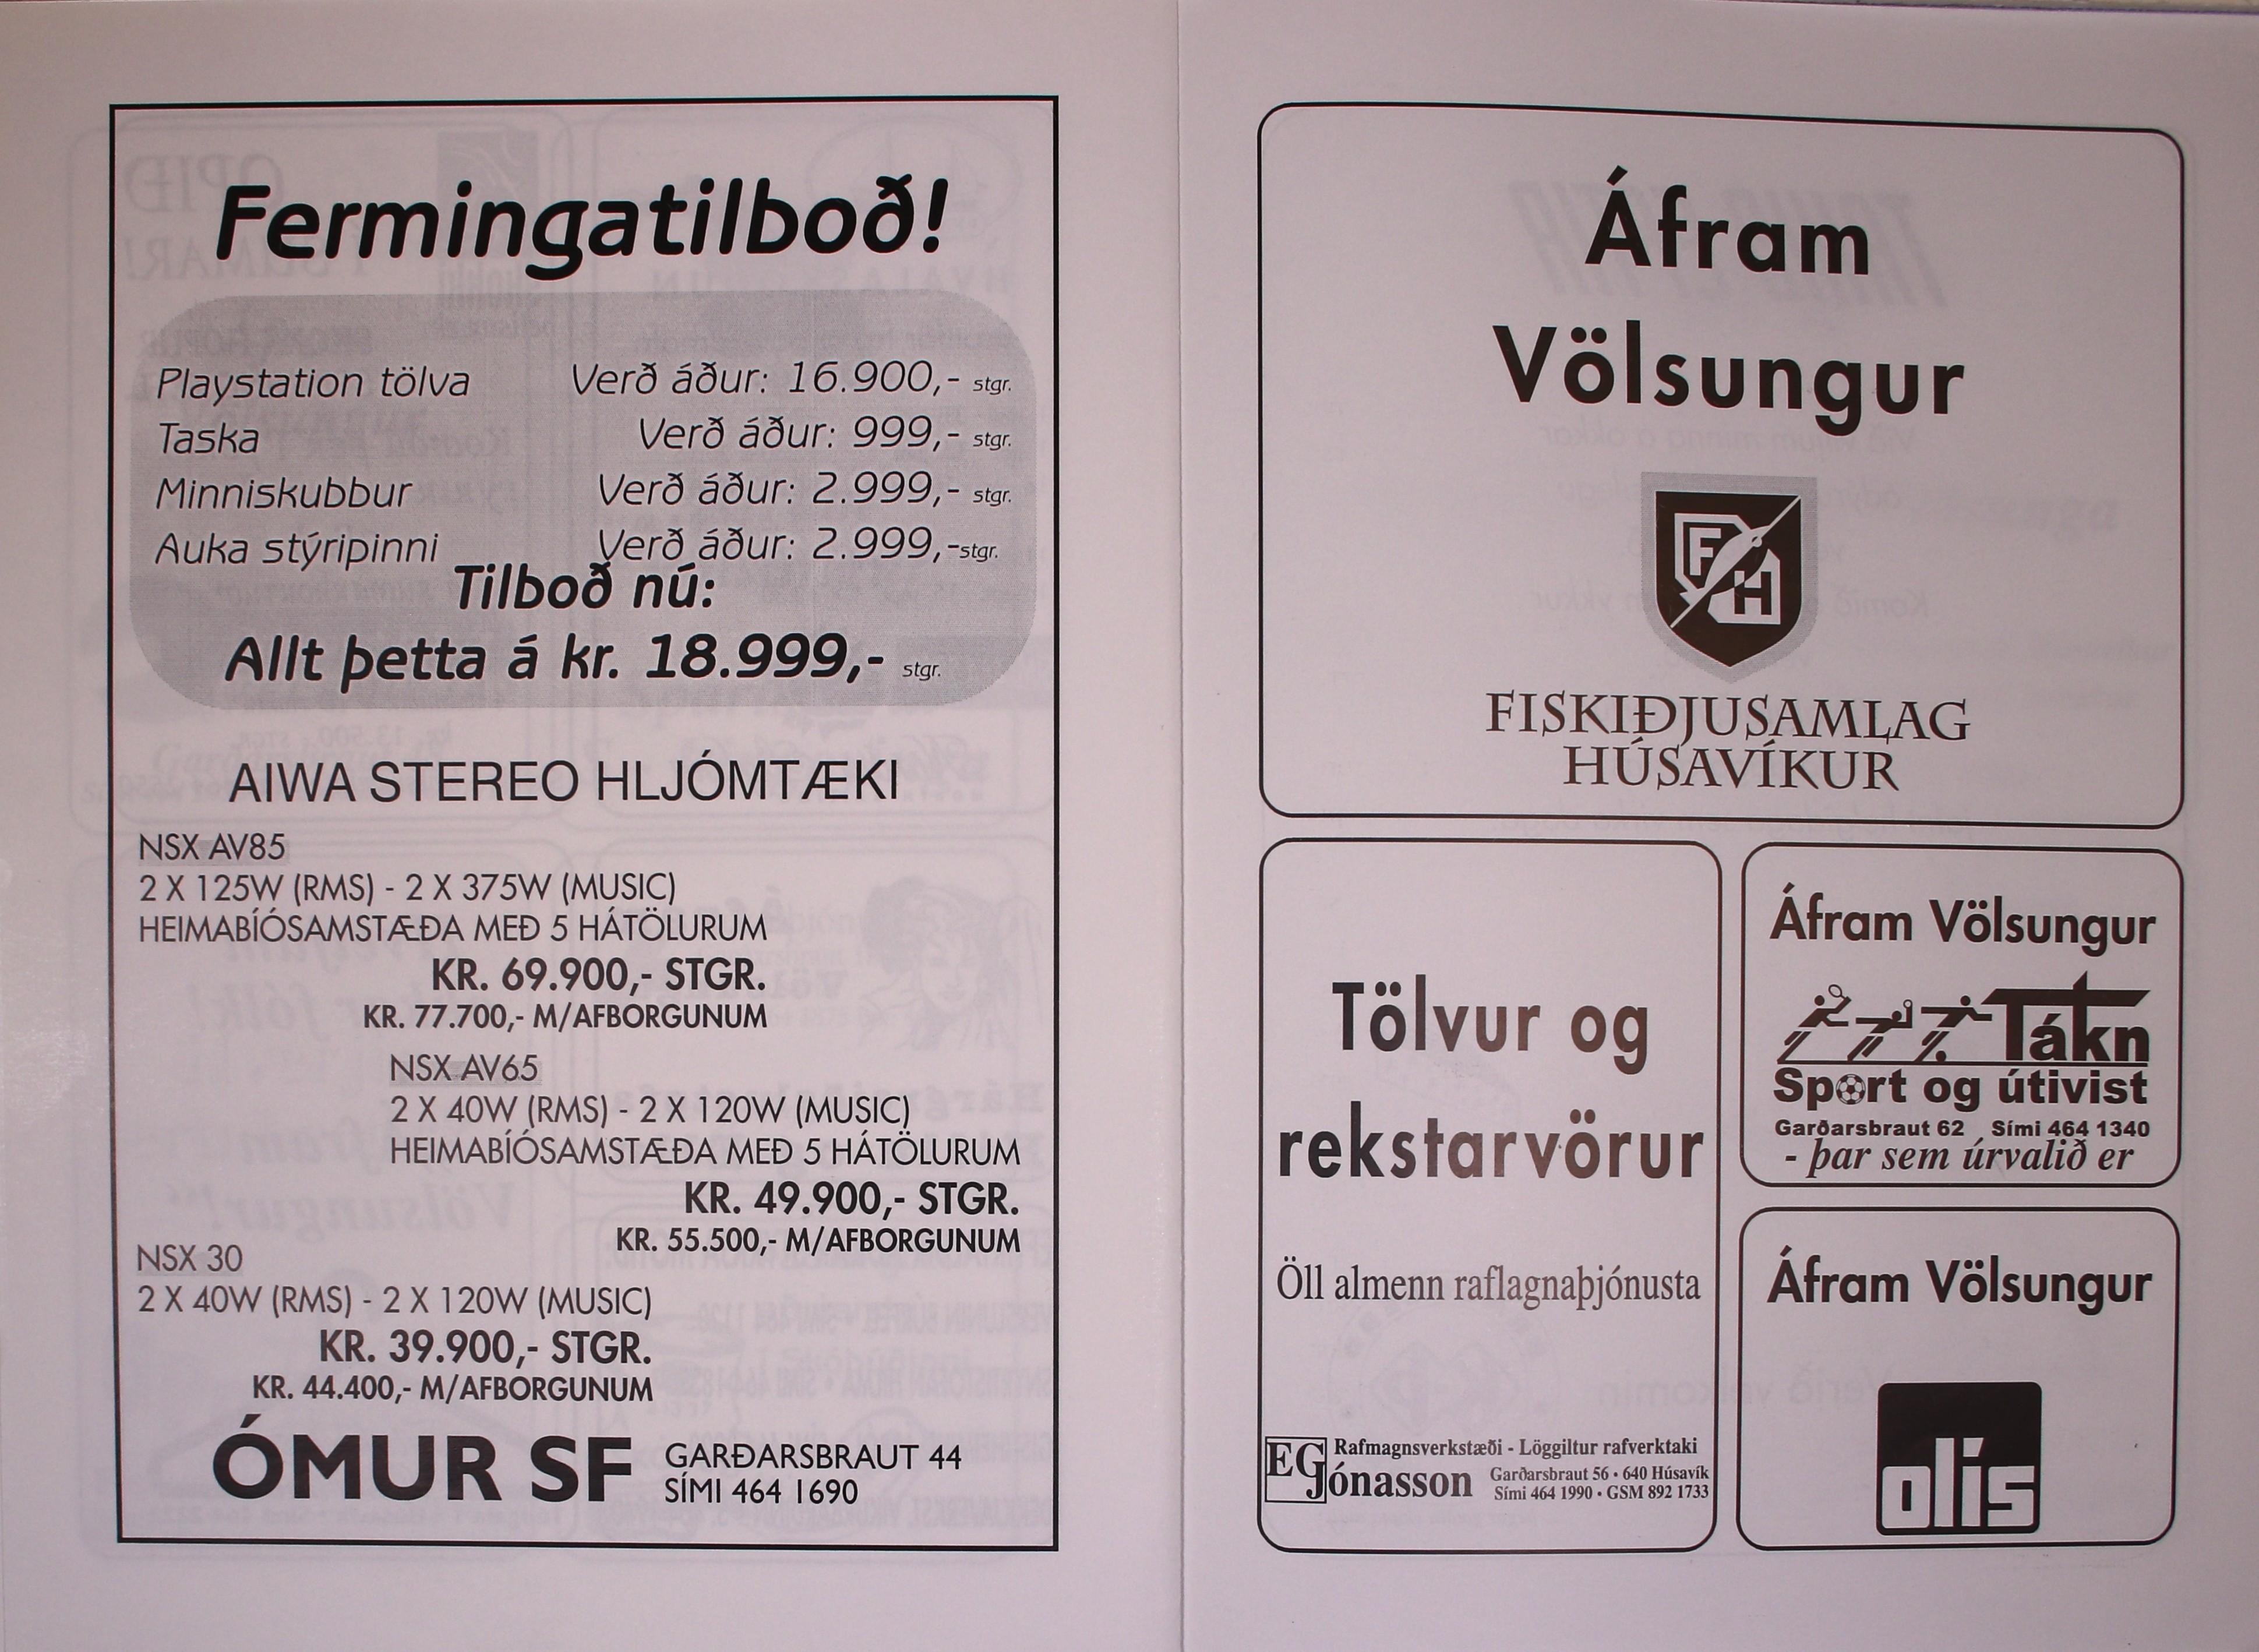 Fermingatilboð!
Playstation tölva Verð áður: 16.900,- stgr.
Taska Verð áður: 999,- stgr.
Minniskubbur Verð áður: 2.999,- stgr.
Auka stýripinni Verð áður: 2.999,-stgr.
Tilboð nú:
Allt þetta á kr. 18.999,- stgr.
AIWA STEREO HLJÓMTÆKI
NSX AV85
2 X 125W (RMS) - 2 X 375W (MUSIC)
HEIMABÍÓSAMSTÆÐA MEÐ 5 HÁTÖLURUM
KR. 69.900,- STGR.
KR. 77.700,- M/AFBORGUNUM
NSX AV65
2 X 40W (RMS) - 2 X 120W (MUSIC)
HEIMABÍÓSAMSTÆÐA MEÐ 5 HÁTÖLURUM
KR. 49.900,- STGR.
KR. 55.500,- M/AFBORGUNUM
NSX 30
2 X 40W (RMS) - 2 X 120W (MUSIC)
KR. 39.900,- STGR.
KR. 44.400,- M/AFBORGUNUM
ÓMUR SF
GARÐARSBRAUT 44
SÍMI 464 1690
Áfram
Völsungur
FH
FISKIÐJUSAMLAG
HÚSAVÍKUR
Tölvur og
rekstarvörur
Öll almenn raflagnaþjónusta
EG Jónasson
Rafmagnsverkstæði - Löggiltur rafverktaki
Garðarsbraut 56 • 640 Húsavík
Sími 464 1990 • GSM 892 1733
Áfram Völsungur
Tákn
Sport og útivist
Garðarsbraut 62 Sími 464 1340
- þar sem úrvalið er
Áfram Völsungur
olis